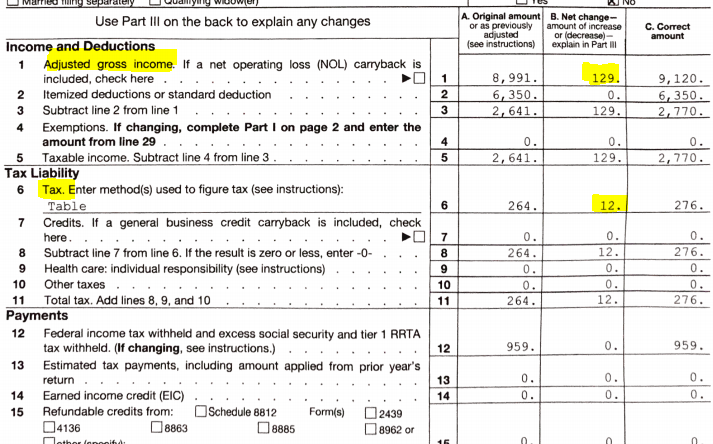 Married filing separately Qualifying widow(er) Yes No
Use Part III on the back to explain any changes
A. Original amount
or as previously
adjusted
(see instructions)
B. Net change—
amount of increase
or (decrease)—
explain in Part III
C. Correct
amount
Income and Deductions
1 Adjusted gross income. If a net operating loss (NOL) carryback is
included, check here . . . . . . . . . . . . . . ▶ 1 8,991. 129. 9,120.
2 Itemized deductions or standard deduction . . . . . . . 2 6,350. 0. 6,350.
3 Subtract line 2 from line 1 . . . . . . . . . . . . 3 2,641. 129. 2,770.
4 Exemptions. If changing, complete Part I on page 2 and enter the
amount from line 29 . . . . . . . . . . . . . . 4 0. 0. 0.
5 Taxable income. Subtract line 4 from line 3 . . . . . . . . 5 2,641. 129. 2,770.
Tax Liability
6 Tax. Enter method(s) used to figure tax (see instructions):
Table 6 264. 12. 276.
7 Credits. If a general business credit carryback is included, check
here . . . . . . . . . . . . . . . . . . ▶ 7 0. 0. 0.
8 Subtract line 7 from line 6. If the result is zero or less, enter -0- . . . 8 264. 12. 276.
9 Health care: individual responsibility (see instructions) . . . . . 9 0. 0. 0.
10 Other taxes . . . . . . . . . . . . . . . . 10 0. 0. 0.
11 Total tax. Add lines 8, 9, and 10 . . . . . . . . . . 11 264. 12. 276.
Payments
12 Federal income tax withheld and excess social security and tier 1 RRTA
tax withheld. (If changing, see instructions.) . . . . . . . 12 959. 0. 959.
13 Estimated tax payments, including amount applied from prior year's
return . . . . . . . . . . . . . . . . . 13 0. 0. 0.
14 Earned income credit (EIC) . . . . . . . . . . . . 14 0. 0. 0.
15 Refundable credits from: Schedule 8812 Form(s) 2439
4136 8863 8885 8962 or
other (specify): 15 0. 0. 0.